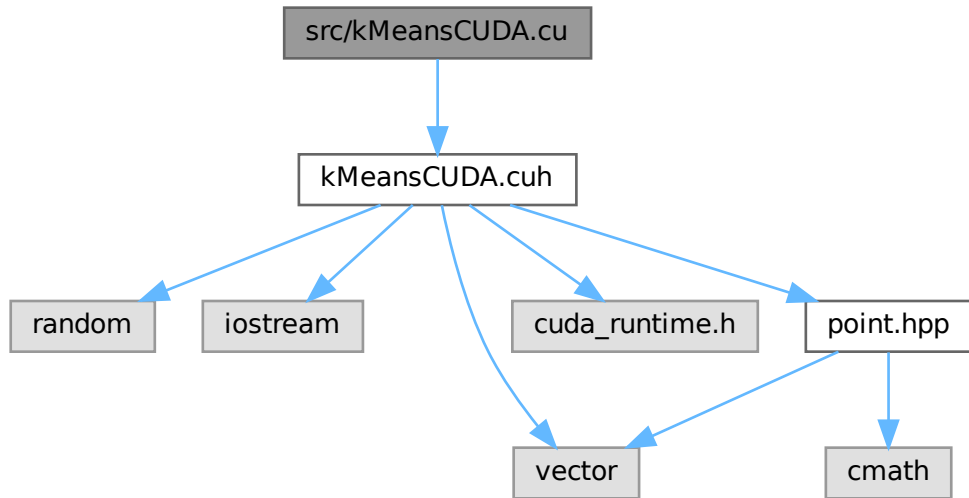 src/kMeansCUDA.cu
kMeansCUDA.cuh
random
iostream
cuda_runtime.h
point.hpp
vector
cmath